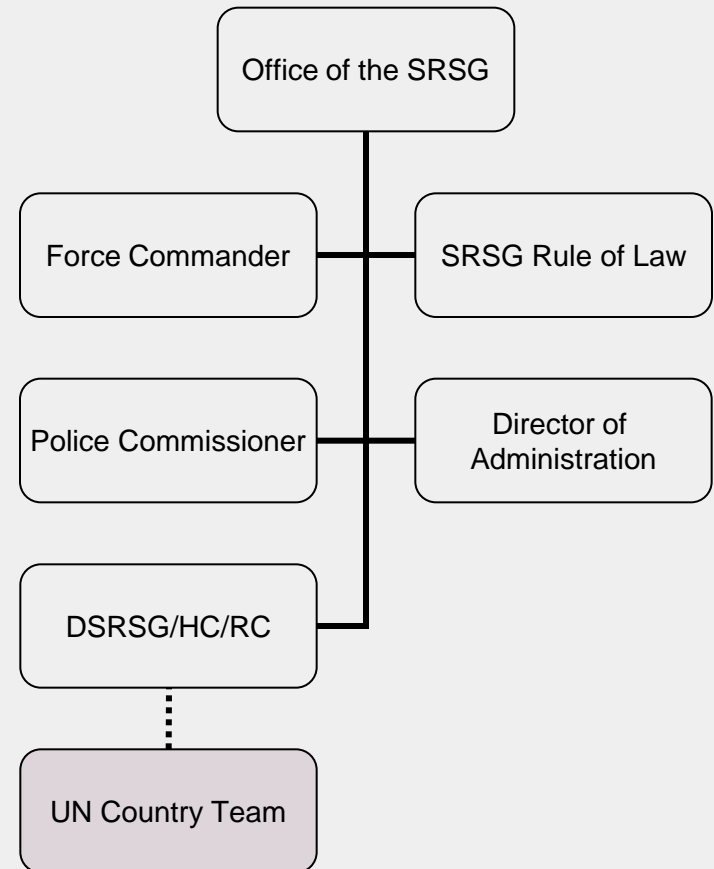 Office of the SRSG
Force Commander
SRSG Rule of Law
Police Commissioner
Director of
Administration
DSRSG/HC/RC
UN Country Team